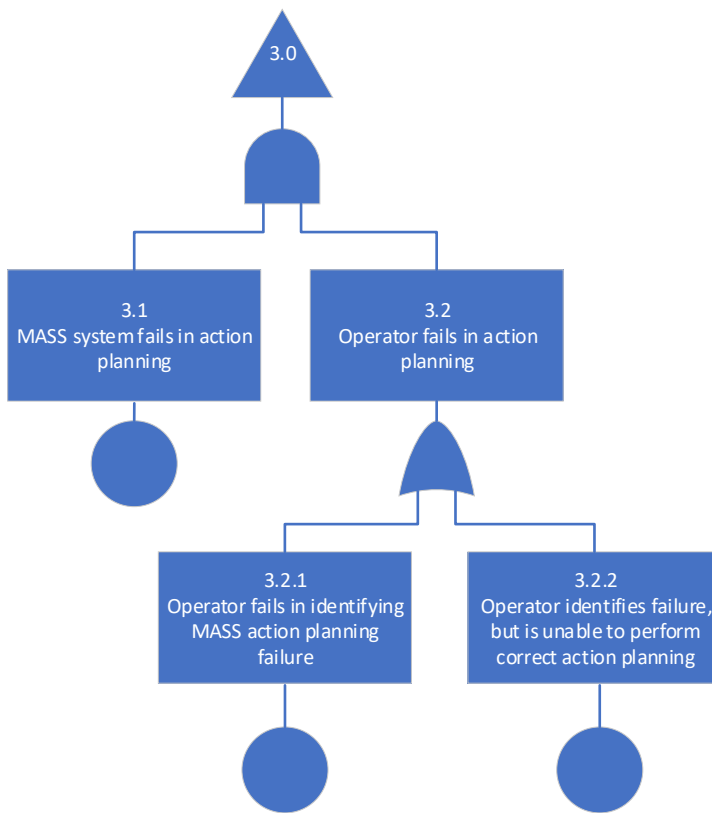 3.0
3.1
MASS system fails in action
planning
3.2
Operator fails in action
planning
3.2.1
Operator fails in identifying
MASS action planning
failure
3.2.2
Operator identifies failure,
but is unable to perform
correct action planning